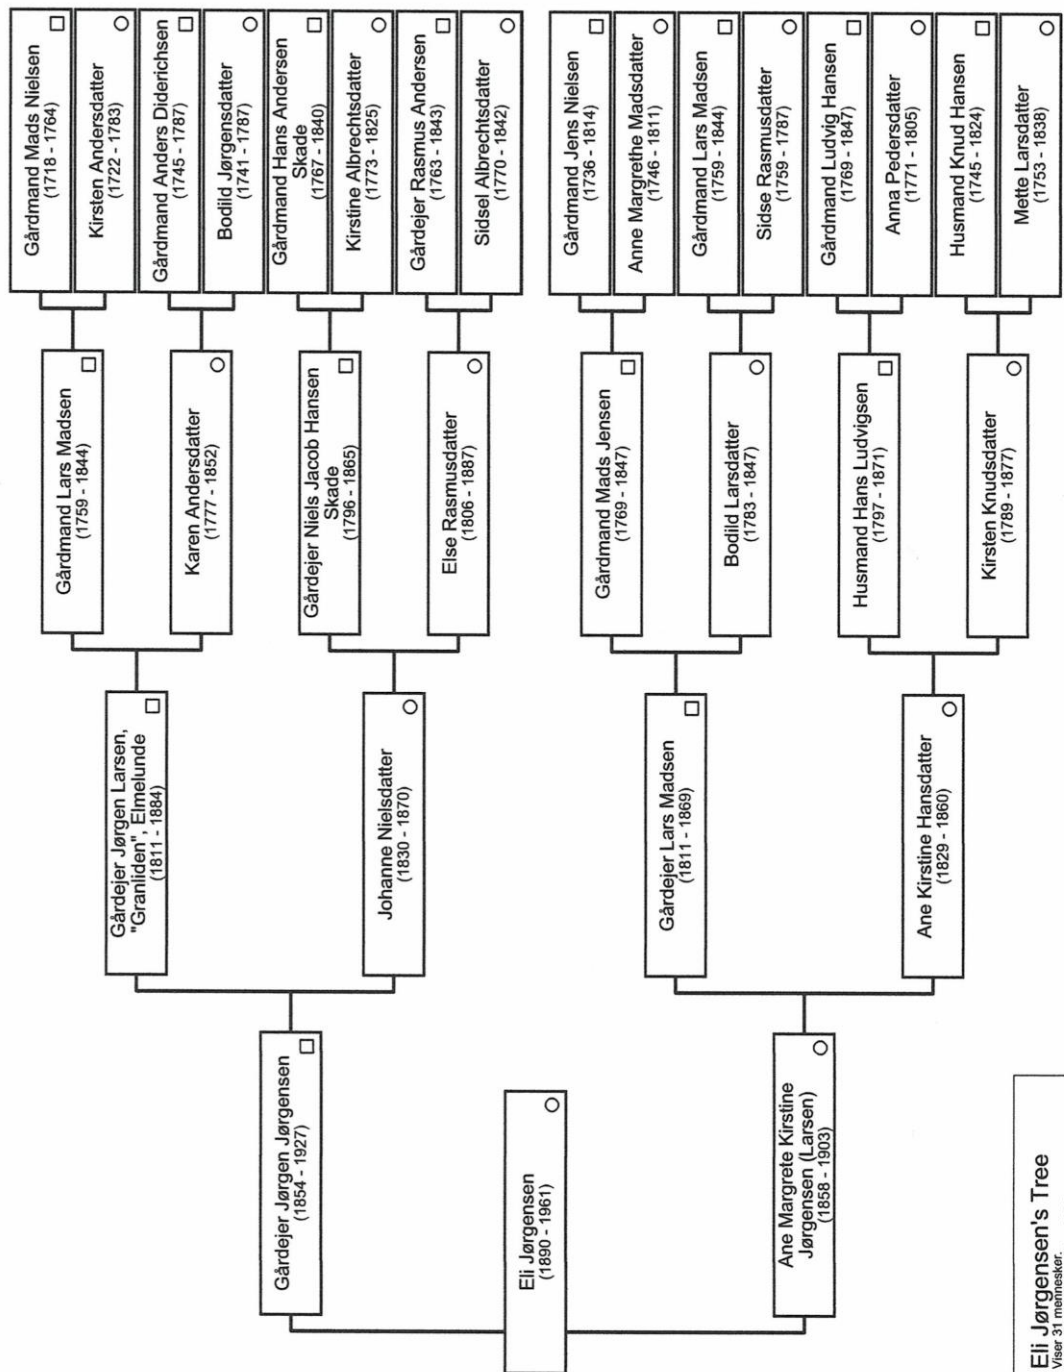 Gårdmand Mads Nielsen
(1718 - 1764)
Kirsten Andersdatter
(1722 - 1783)
Gårdmand Anders Diderichsen
(1745 - 1787)
Bodild Jørgensdatter
(1741 - 1787)
Gårdmand Hans Andersen
Skade
(1767 - 1840)
Kirstine Albrechtsdatter
(1773 - 1825)
Gårdejer Rasmus Andersen
(1763 - 1843)
Sidsel Albrechtsdatter
(1770 - 1842)
Gårdmand Jens Nielsen
(1736 - 1814)
Anne Margrethe Madsdatter
(1746 - 1811)
Gårdmand Lars Madsen
(1759 - 1844)
Sidse Rasmusdatter
(1759 - 1787)
Gårdmand Ludvig Hansen
(1769 - 1847)
Anna Pedersdatter
(1771 - 1805)
Husmand Knud Hansen
(1745 - 1824)
Mette Larsdatter
(1753 - 1838)
Gårdmand Lars Madsen
(1759 - 1844)
Karen Andersdatter
(1777 - 1852)
Gårdejer Niels Jacob Hansen
Skade
(1796 - 1865)
Else Rasmusdatter
(1806 - 1887)
Gårdmand Mads Jensen
(1769 - 1847)
Bodild Larsdatter
(1783 - 1847)
Husmand Hans Ludvigsen
(1797 - 1871)
Kirsten Knudsdatter
(1789 - 1877)
Gårdejer Jørgen Larsen,
"Granliden", Elmelunde
(1811 - 1884)
Johanne Nielsdatter
(1830 - 1870)
Gårdejer Lars Madsen
(1811 - 1869)
Ane Kirstine Hansdatter
(1829 - 1860)
Gårdejer Jørgen Jørgensen
(1854 - 1927)
Ane Margrete Kirstine
Jørgensen (Larsen)
(1858 - 1903)
Eli Jørgensen
(1890 - 1961)
Eli Jørgensen's Tree
Viser 31 mennesker.